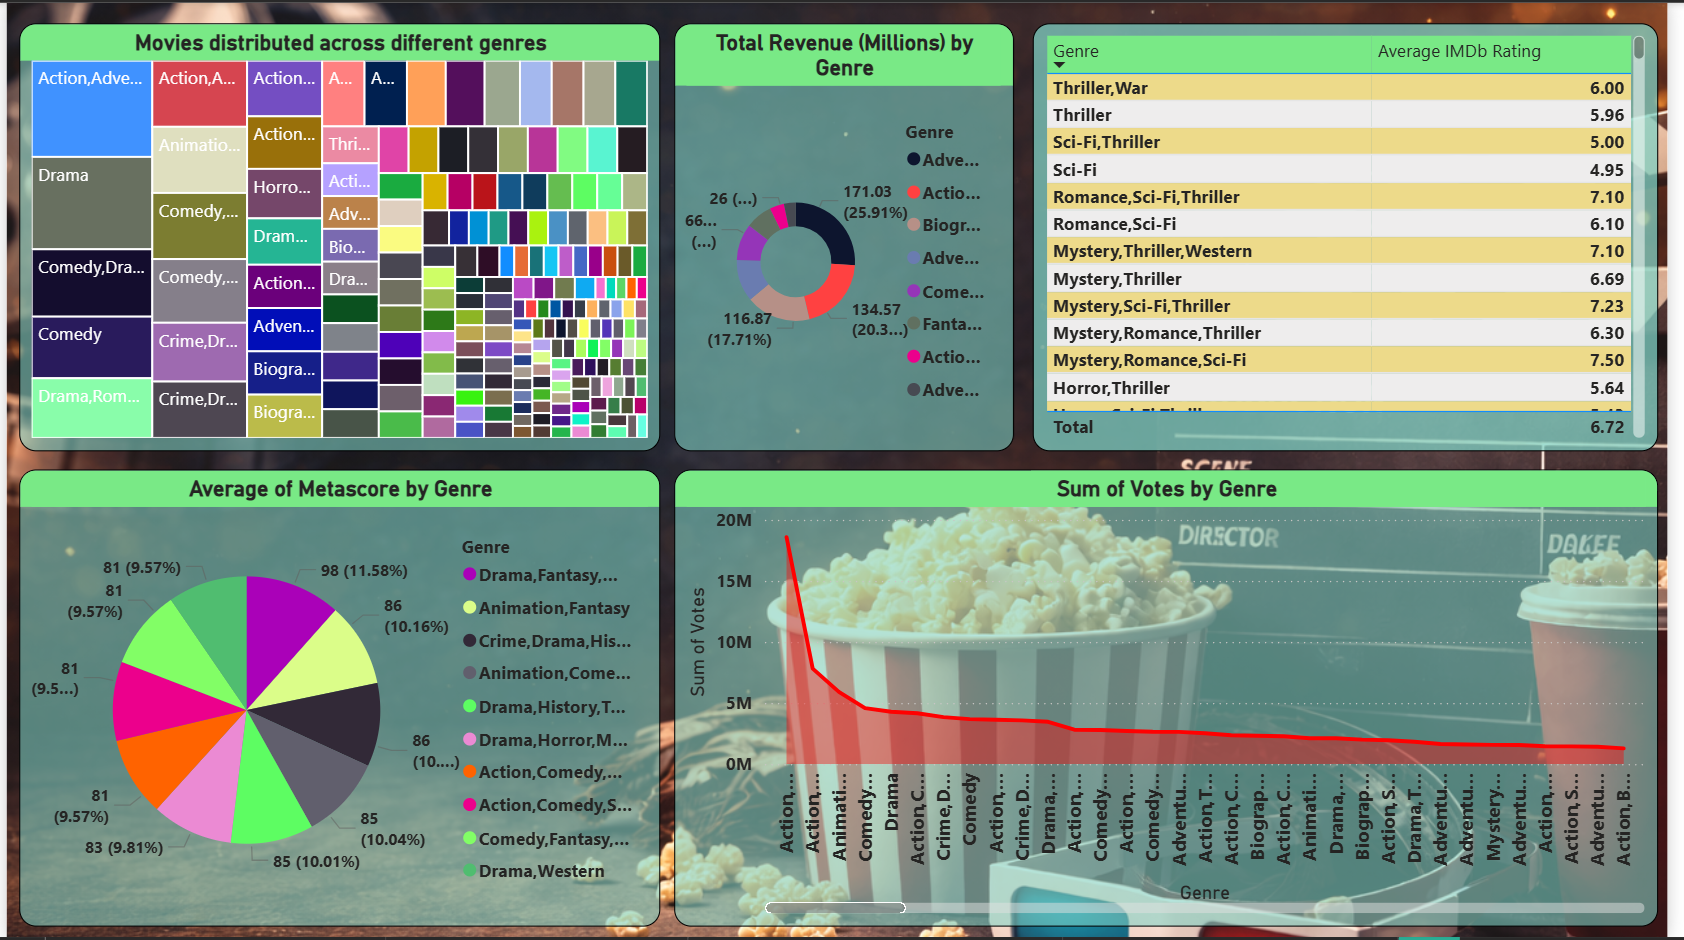 Movies distributed across different genres
Action,Adve...
Drama
Comedy,Dra...
Comedy
Drama,Rom...
Action,A...
Animatio...
Comedy,...
Comedy,...
Crime,Dr...
Crime,Dr...
Action...
Action...
Horro...
Dram...
Action...
Adven...
Biogra...
Biogra...
A...
A...
Thri...
Acti...
Adv...
Bio...
Dra...
Total Revenue (Millions) by
Genre
171.03
(25.91%)
134.57
(20.3...)
116.87
(17.71%)
66...
(...)
26 (...)
Genre
Adve...
Actio...
Biogr...
Adve...
Come...
Fanta...
Actio...
Adve...
Genre Average IMDb Rating
Thriller,War 6.00
Thriller 5.96
Sci-Fi,Thriller 5.00
Sci-Fi 4.95
Romance,Sci-Fi,Thriller 7.10
Romance,Sci-Fi 6.10
Mystery,Thriller,Western 7.10
Mystery,Thriller 6.69
Mystery,Sci-Fi,Thriller 7.23
Mystery,Romance,Thriller 6.30
Mystery,Romance,Sci-Fi 7.50
Horror,Thriller 5.64
Total 6.72
Average of Metascore by Genre
98 (11.58%)
86
(10.16%)
86
(10....)
85
(10.04%)
85 (10.01%)
83 (9.81%)
81
(9.57%)
81
(9.5...)
81
(9.57%)
81 (9.57%)
Genre
Drama,Fantasy,...
Animation,Fantasy
Crime,Drama,His...
Animation,Come...
Drama,History,T...
Drama,Horror,M...
Action,Comedy,...
Action,Comedy,S...
Comedy,Fantasy,...
Drama,Western
Sum of Votes by Genre
Sum of Votes
20M
15M
10M
5M
0M
Action,...
Action,...
Animati...
Comedy...
Drama
Action,C...
Crime,D...
Comedy
Action,...
Crime,D...
Drama,...
Action,...
Comedy...
Action,...
Comedy...
Adventu...
Action,T...
Action,C...
Biograp...
Action,C...
Animati...
Drama,...
Biograp...
Action,S...
Drama,T...
Adventu...
Adventu...
Mystery...
Adventu...
Action,...
Action,S...
Adventu...
Action,B...
Genre
SCENE
DIRECTOR